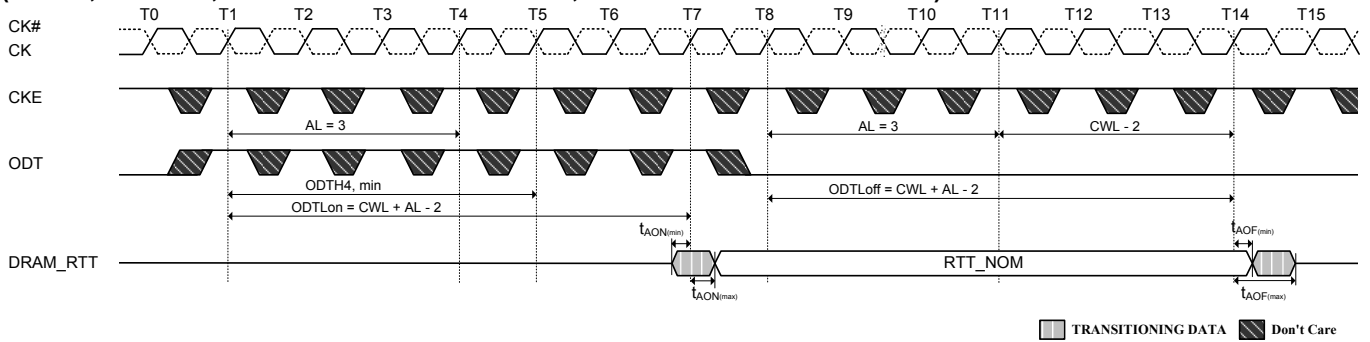 T0 T1 T2 T3 T4 T5 T6 T7 T8 T9 T10 T11 T12 T13 T14 T15
CK#
CK
CKE
AL = 3 AL = 3 CWL - 2
ODT
ODTH4, min ODTLoff = CWL + AL - 2
ODTLon = CWL + AL - 2
tAON(min) tAOF(min)
DRAM_RTT RTT_NOM
tAON(max) tAOF(max)
TRANSITIONING DATA Don't Care